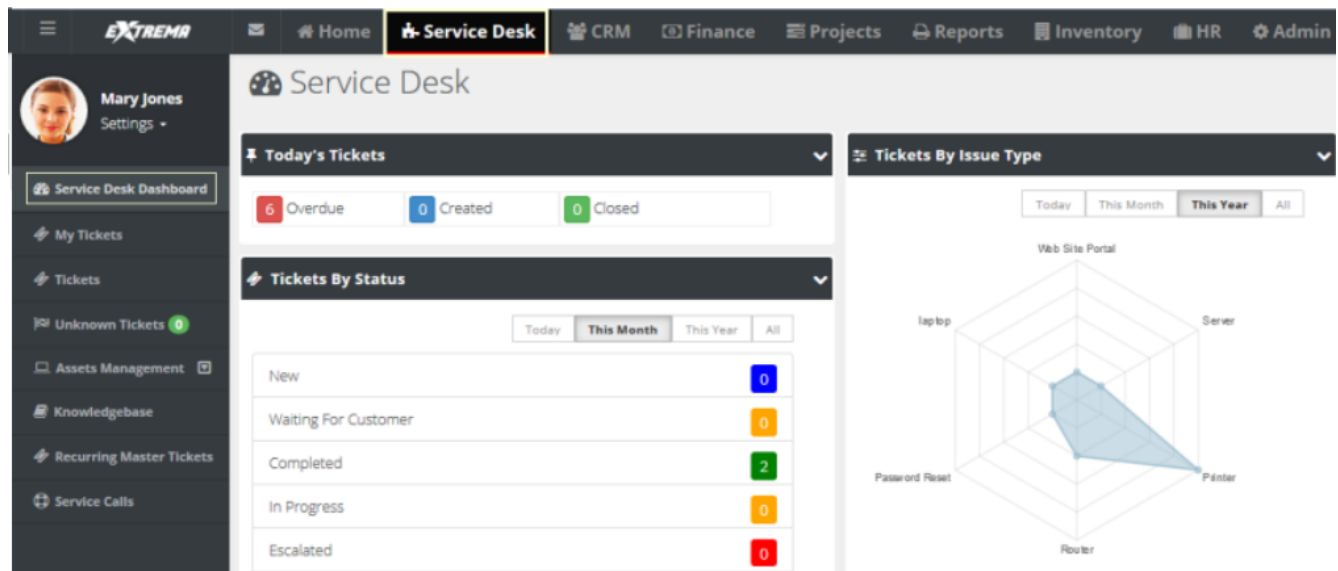 EXTREMA
Home
Service Desk
CRM
Finance
Projects
Reports
Inventory
HR
Admin
Mary Jones
Settings
Service Desk Dashboard
My Tickets
Tickets
Unknown Tickets 0
Assets Management
Knowledgebase
Recurring Master Tickets
Service Calls
Service Desk
Today's Tickets
6 Overdue
0 Created
0 Closed
Tickets By Status
Today
This Month
This Year
All
New 0
Waiting For Customer 0
Completed 2
In Progress 0
Escalated 0
Tickets By Issue Type
Today
This Month
This Year
All
Web Site Portal
Server
Printer
Router
Password Reset
laptop